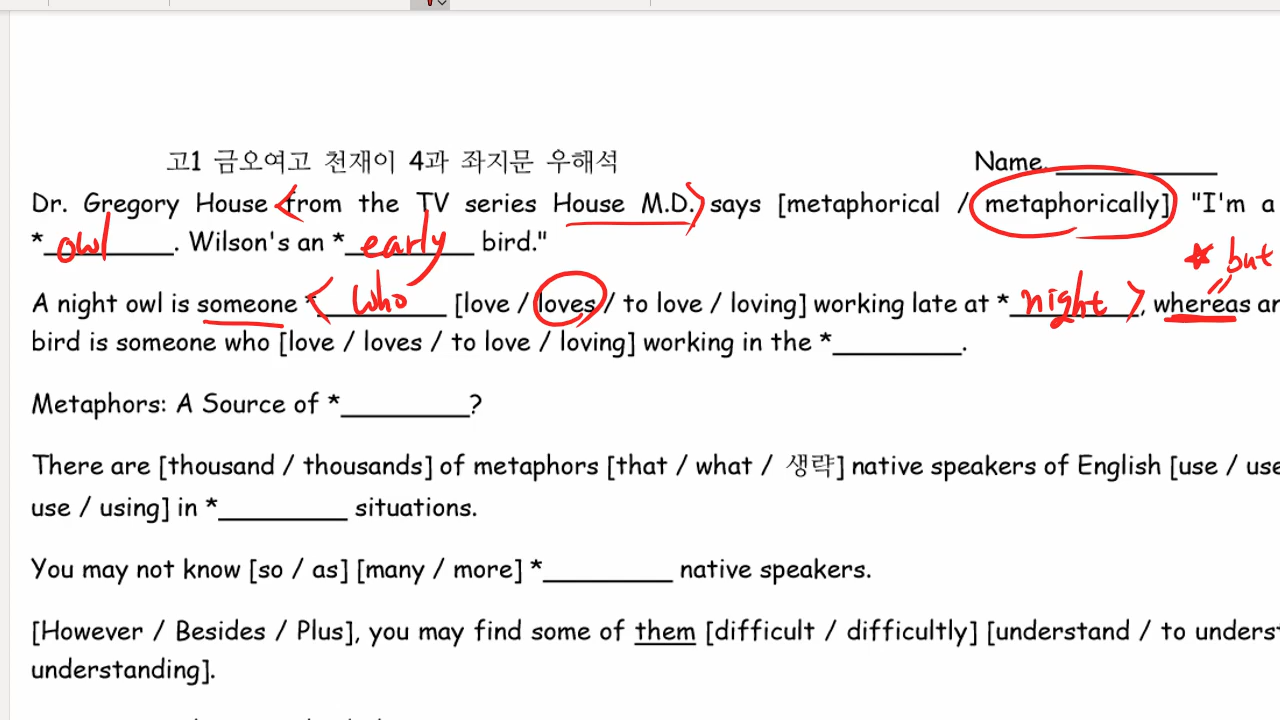 고1 금오여고 천재이 4과 좌지문 우해석 Name
Dr. Gregory House <from the TV series House M.D.> says [metaphorical / metaphorically] "I'm a
* owl . Wilson's an * early bird."
* but
A night owl is someone *< who [love / loves / to love / loving] working late at * night >, whereas an
bird is someone who [love / loves / to love / loving] working in the *__________.
Metaphors: A Source of *__________?
There are [thousand / thousands] of metaphors [that / what / 생략] native speakers of English [use / use
use / using] in *__________ situations.
You may not know [so / as] [many / more] *__________ native speakers.
[However / Besides / Plus], you may find some of them [difficult / difficultly] [understand / to underst
understanding].